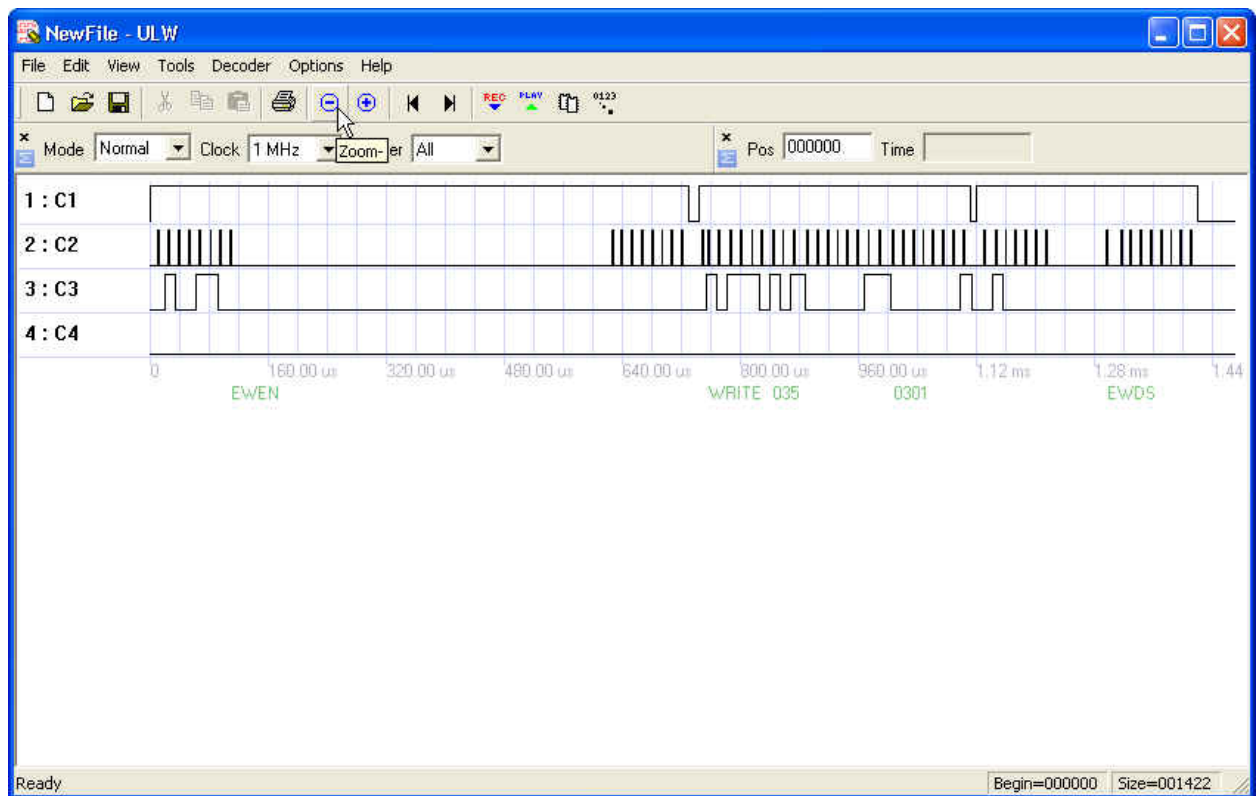 NewFile - ULW
File Edit View Tools Decoder Options Help
REC PLAY 0123
Mode Normal Clock 1 MHz Zoom- er All Pos 000000 Time
1 : C1
2 : C2
3 : C3
4 : C4
0 160.00 us 320.00 us 480.00 us 640.00 us 800.00 us 960.00 us 1.12 ms 1.28 ms 1.44
EWEN WRITE 035 0301 EWDS
Ready Begin=000000 Size=001422